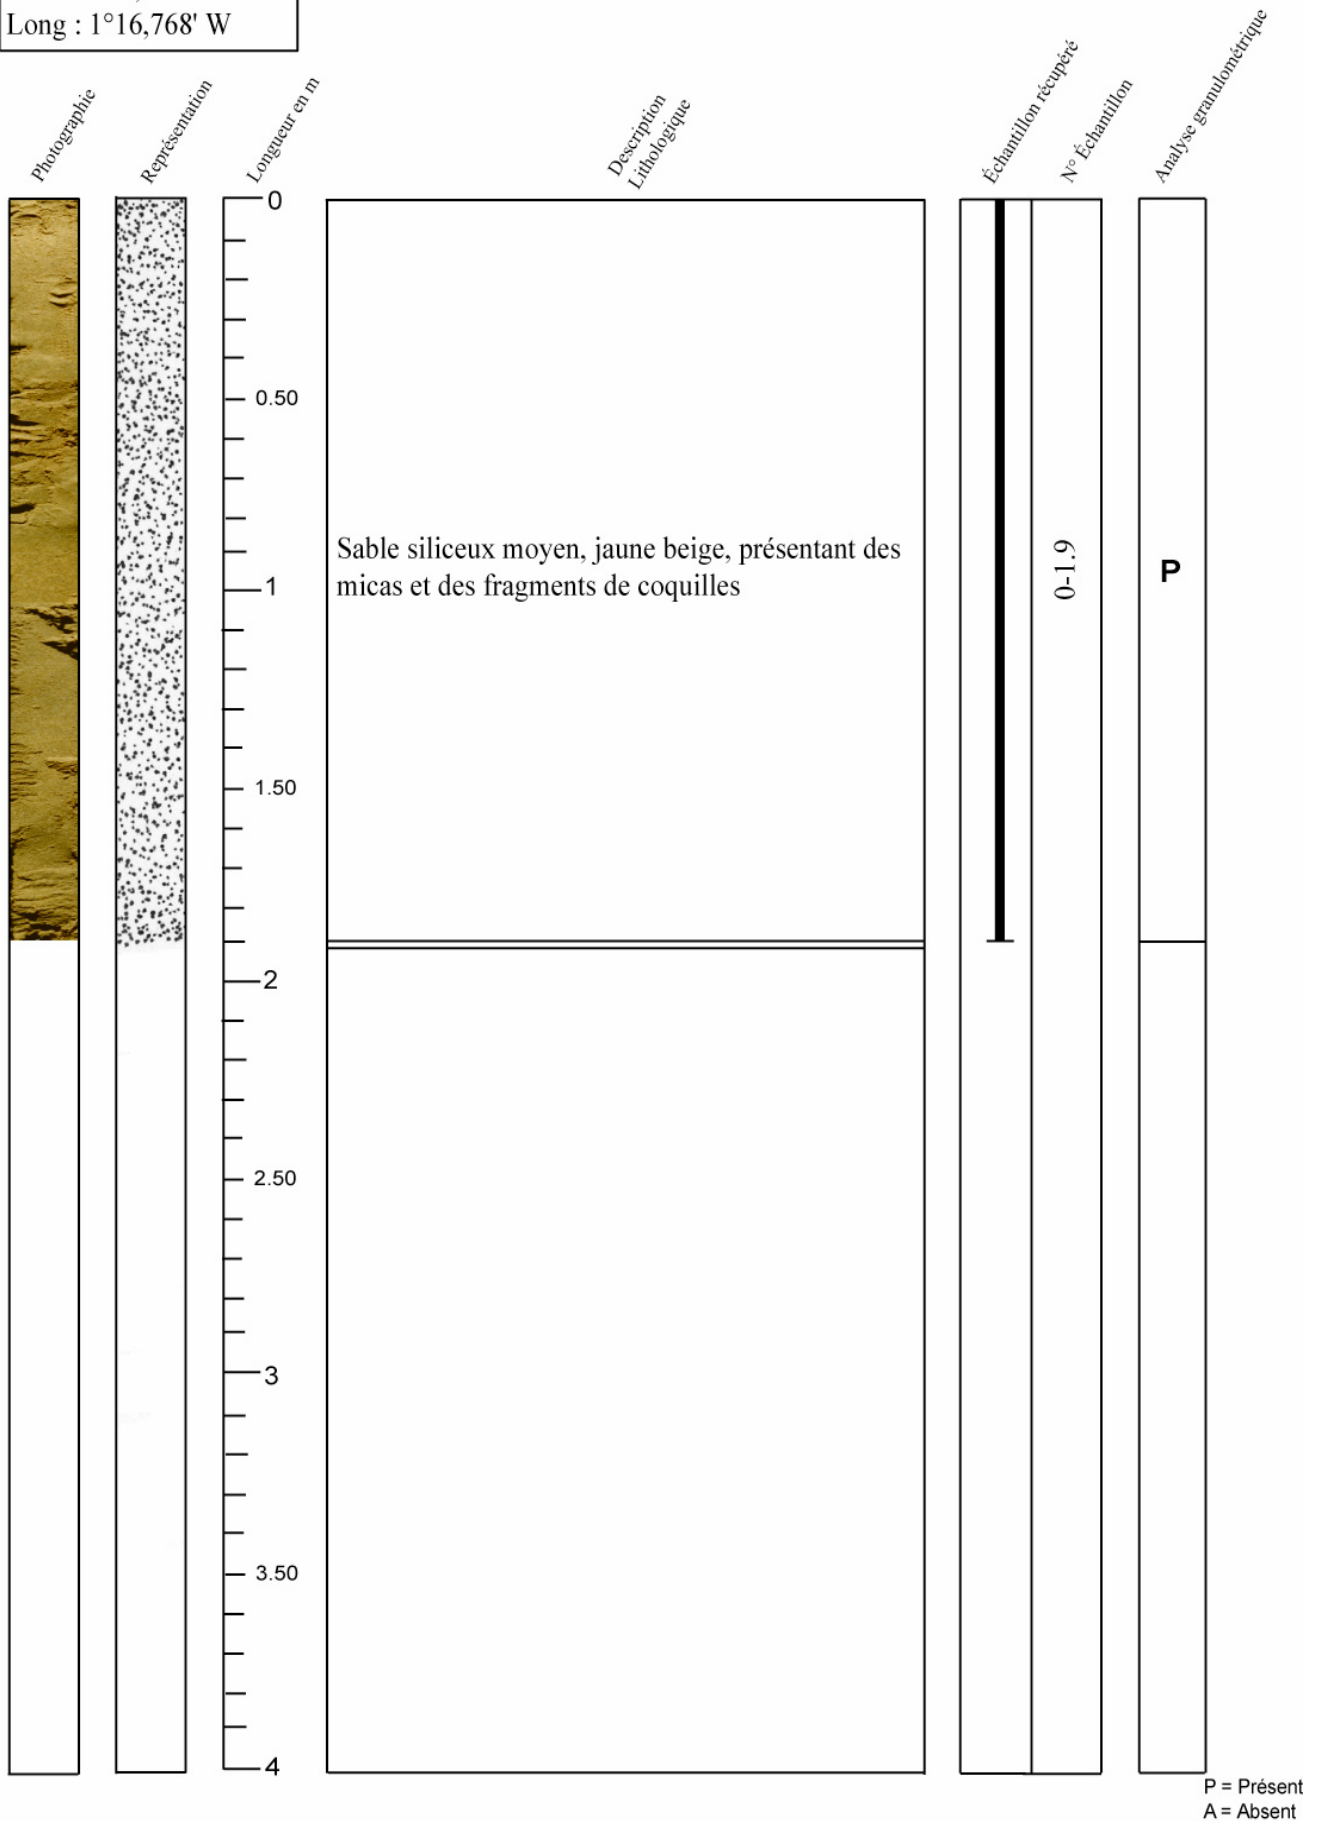 Long : 1°16,768' W
Photographie
Représentation
Longueur en m
Description
Lithologique
Échantillon récupéré
N° Échantillon
Analyse granulométrique
0
0.50
Sable siliceux moyen, jaune beige, présentant des
micas et des fragments de coquilles
0-1.9
P
1
1.50
2
2.50
3
3.50
4
P = Présent
A = Absent